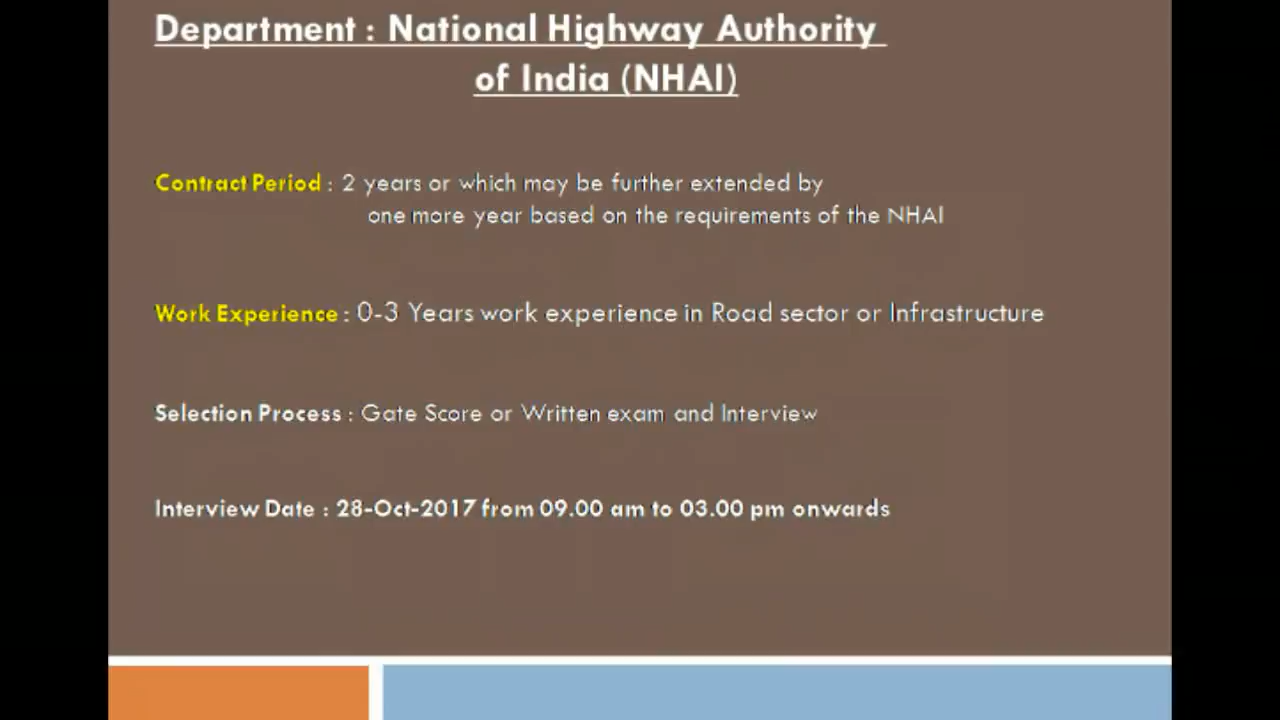 Department : National Highway Authority
of India (NHAI)
Contract Period : 2 years or which may be further extended by
one more year based on the requirements of the NHAI
Work Experience : 0-3 Years work experience in Road sector or Infrastructure
Selection Process : Gate Score or Written exam and Interview
Interview Date : 28-Oct-2017 from 09.00 am to 03.00 pm onwards